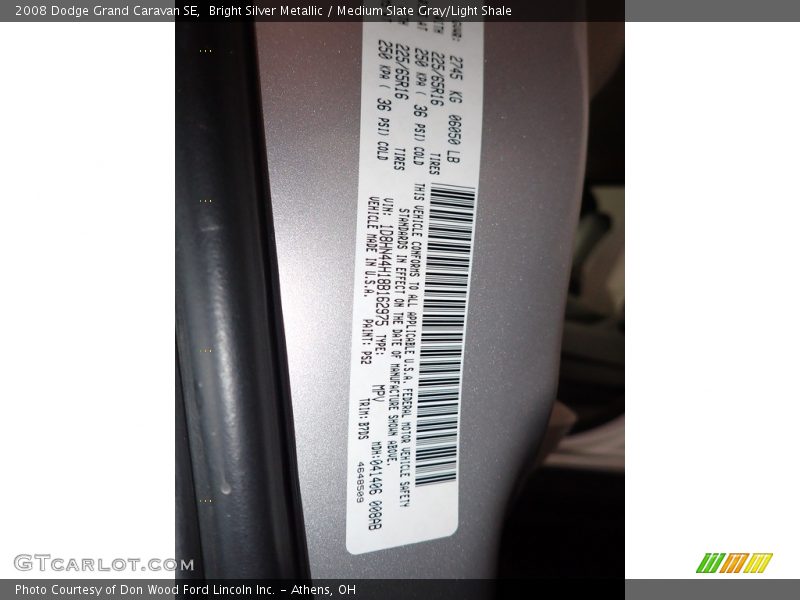 2008 Dodge Grand Caravan SE, Bright Silver Metallic / Medium Slate Gray/Light Shale
2745 KG 06050 LB
225/65R16 TIRES
250 KPA ( 36 PSI) COLD
225/65R16 TIRES
250 KPA ( 36 PSI) COLD
THIS VEHICLE CONFORMS TO ALL APPLICABLE U.S.A. FEDERAL MOTOR VEHICLE SAFETY
STANDARDS IN EFFECT ON THE DATE OF MANUFACTURE SHOWN ABOVE.
VIN: 1D8HN44H18B162975 TYPE: MPV MDH:041406 008AB
VEHICLE MADE IN U.S.A. PAINT: PS2 TRIM: B7DS 4648509
GTCARLOT.COM
Photo Courtesy of Don Wood Ford Lincoln Inc. - Athens, OH